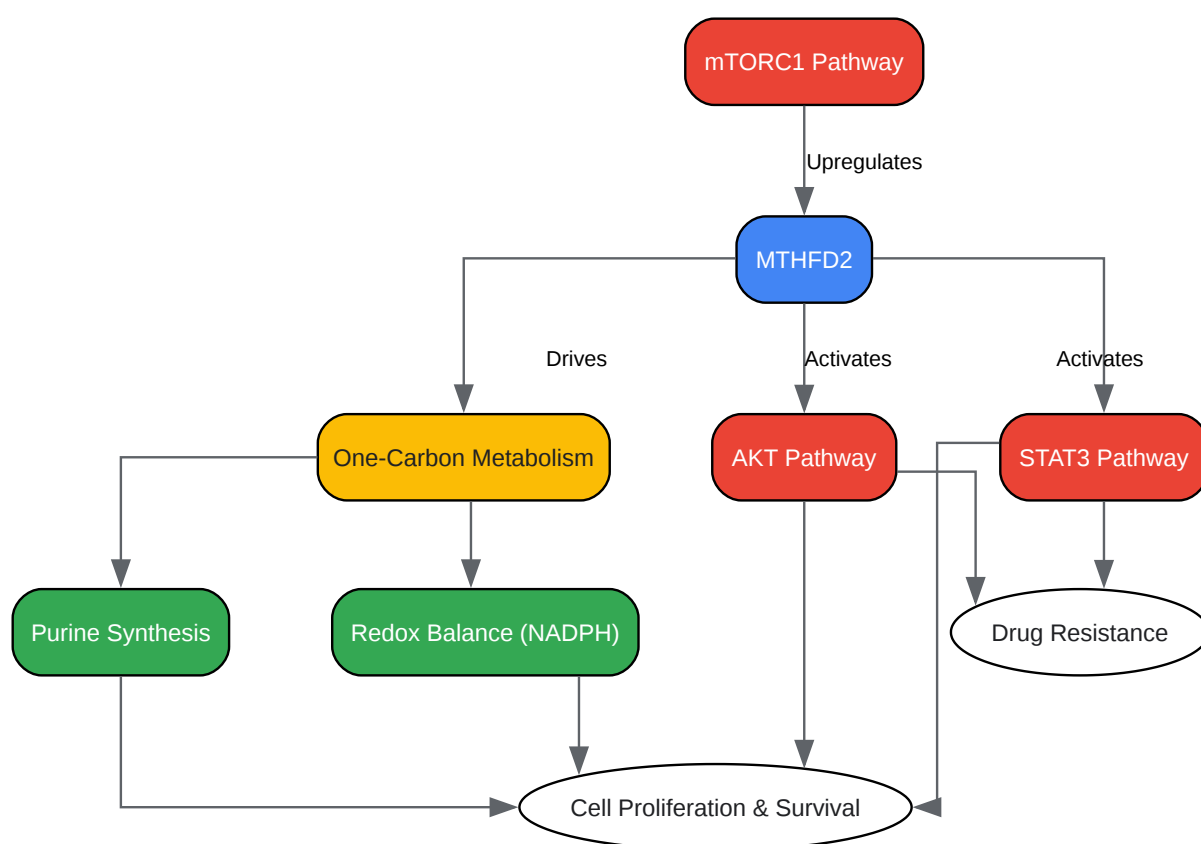 mTORC1 Pathway
Upregulates
MTHFD2
Drives
Activates
Activates
One-Carbon Metabolism
AKT Pathway
STAT3 Pathway
Purine Synthesis
Redox Balance (NADPH)
Drug Resistance
Cell Proliferation & Survival